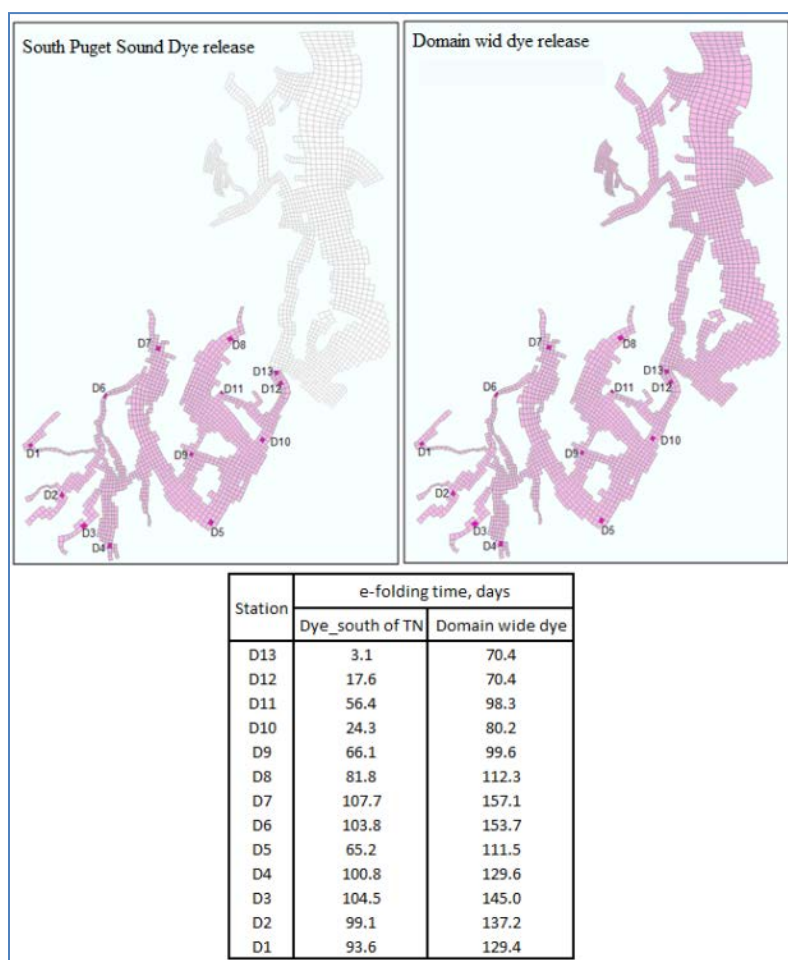 South Puget Sound Dye release
Domain wid dye release
D7
D8
D13
D12
D6
D11
D1
D10
D9
D2
D3
D5
D4
D7
D8
D13
D12
D6
D11
D1
D10
D9
D2
D3
D5
D4
Station e-folding time, days
Dye_south of TN Domain wide dye
D13 3.1 70.4
D12 17.6 70.4
D11 56.4 98.3
D10 24.3 80.2
D9 66.1 99.6
D8 81.8 112.3
D7 107.7 157.1
D6 103.8 153.7
D5 65.2 111.5
D4 100.8 129.6
D3 104.5 145.0
D2 99.1 137.2
D1 93.6 129.4